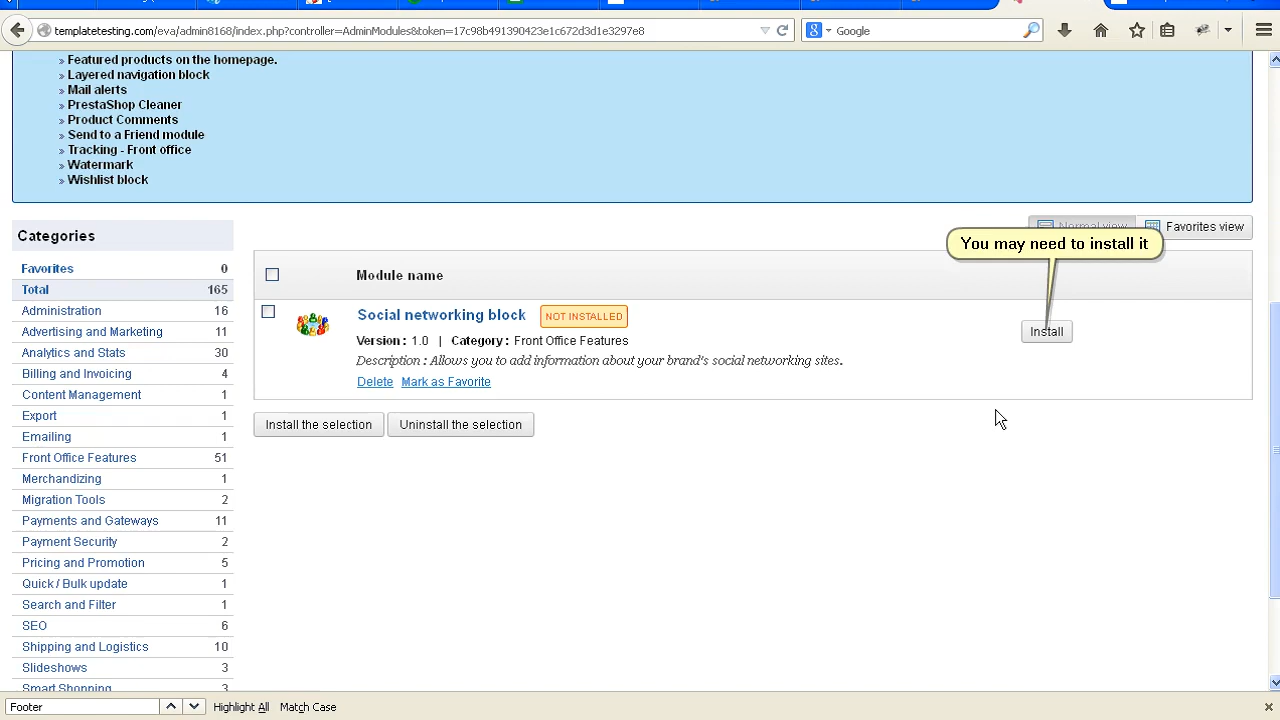 templatetesting.com/eva/admin8168/index.php?controller=AdminModules&token=17c98b491390423e1ccf2d3d1e3297e8
Google
» Featured products on the homepage.
» Layered navigation block
» Mail alerts
» PrestaShop Cleaner
» Product Comments
» Send to a Friend module
» Tracking - Front office
» Watermark
» Wishlist block
Categories
Normal view
Favorites view
You may need to install it
Module name
Favorites 0
Total 165
Administration 16
Advertising and Marketing 11
Analytics and Stats 30
Billing and Invoicing 4
Content Management 1
Export 1
Emailing 1
Front Office Features 51
Merchandizing 1
Migration Tools 2
Payments and Gateways 11
Payment Security 2
Pricing and Promotion 5
Quick / Bulk update 1
Search and Filter 1
SEO 6
Shipping and Logistics 10
Slideshows 3
Smart Shopping 3
Social networking block NOT INSTALLED
Version : 1.0 | Category : Front Office Features
Description : Allows you to add information about your brand's social networking sites.
Delete Mark as Favorite
Install
Install the selection Uninstall the selection
Footer Highlight All Match Case